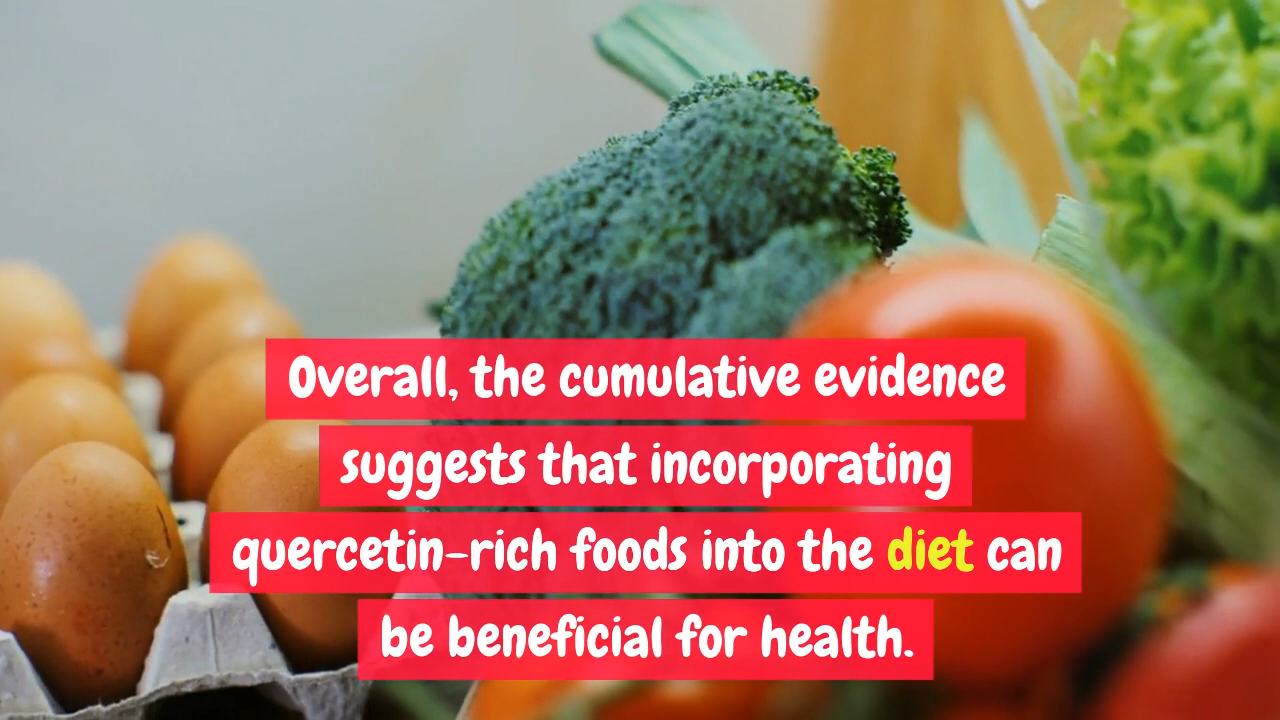 Overall, the cumulative evidence
suggests that incorporating
quercetin-rich foods into the diet can
be beneficial for health.